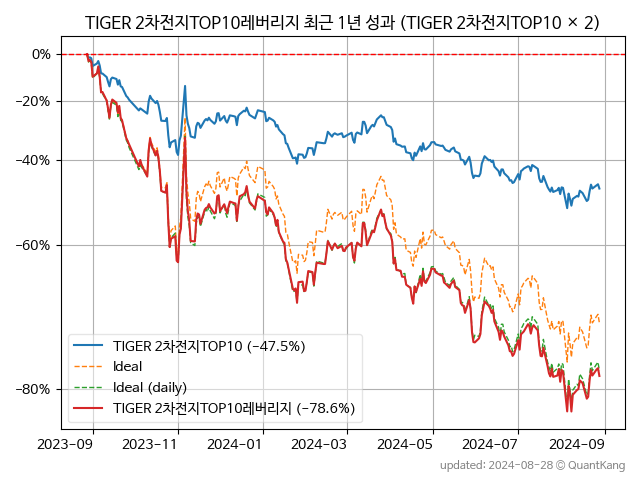 TIGER 2차전지TOP10레버리지 최근 1년 성과 (TIGER 2차전지TOP10 × 2)
0%
−20%
−40%
−60%
−80%
TIGER 2차전지TOP10 (−47.5%)
Ideal
Ideal (daily)
TIGER 2차전지TOP10레버리지 (−78.6%)
2023-09 2023-11 2024-01 2024-03 2024-05 2024-07 2024-09
updated: 2024-08-28 © QuantKang